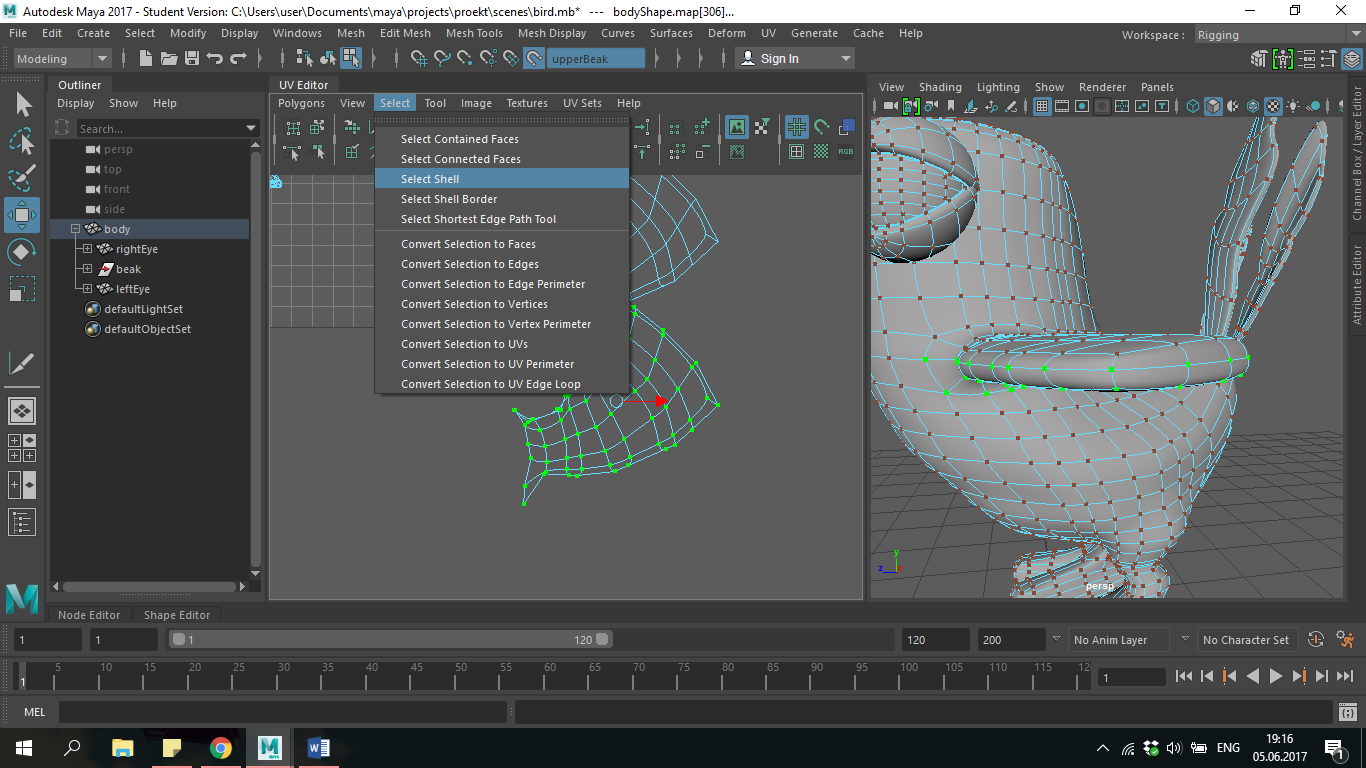 Autodesk Maya 2017 - Student Version: C:\Users\user\Documents\maya\projects\proekt\scenes\bird.mb* --- bodyShape.map[306]...
File Edit Create Select Modify Display Windows Mesh Edit Mesh Mesh Tools Mesh Display Curves Surfaces Deform UV Generate Cache Help Workspace : Rigging
Modeling upperBeak Sign In
Outliner
Display Show Help
Search...
persp
top
front
side
body
rightEye
beak
leftEye
defaultLightSet
defaultObjectSet
UV Editor
Polygons View Select Tool Image Textures UV Sets Help
RGB
Select Contained Faces
Select Connected Faces
Select Shell
Select Shell Border
Select Shortest Edge Path Tool
Convert Selection to Faces
Convert Selection to Edges
Convert Selection to Edge Perimeter
Convert Selection to Vertices
Convert Selection to Vertex Perimeter
Convert Selection to UVs
Convert Selection to UV Perimeter
Convert Selection to UV Edge Loop
View Shading Lighting Show Renderer Panels
y
z
persp
Channel Box / Layer Editor
Attribute Editor
Node Editor Shape Editor
1 1 1 120 120 200 No Anim Layer No Character Set
5 10 15 20 25 30 35 40 45 50 55 60 65 70 75 80 85 90 95 100 105 110 115 12
1 1
MEL
ENG 19:16
05.06.2017
1